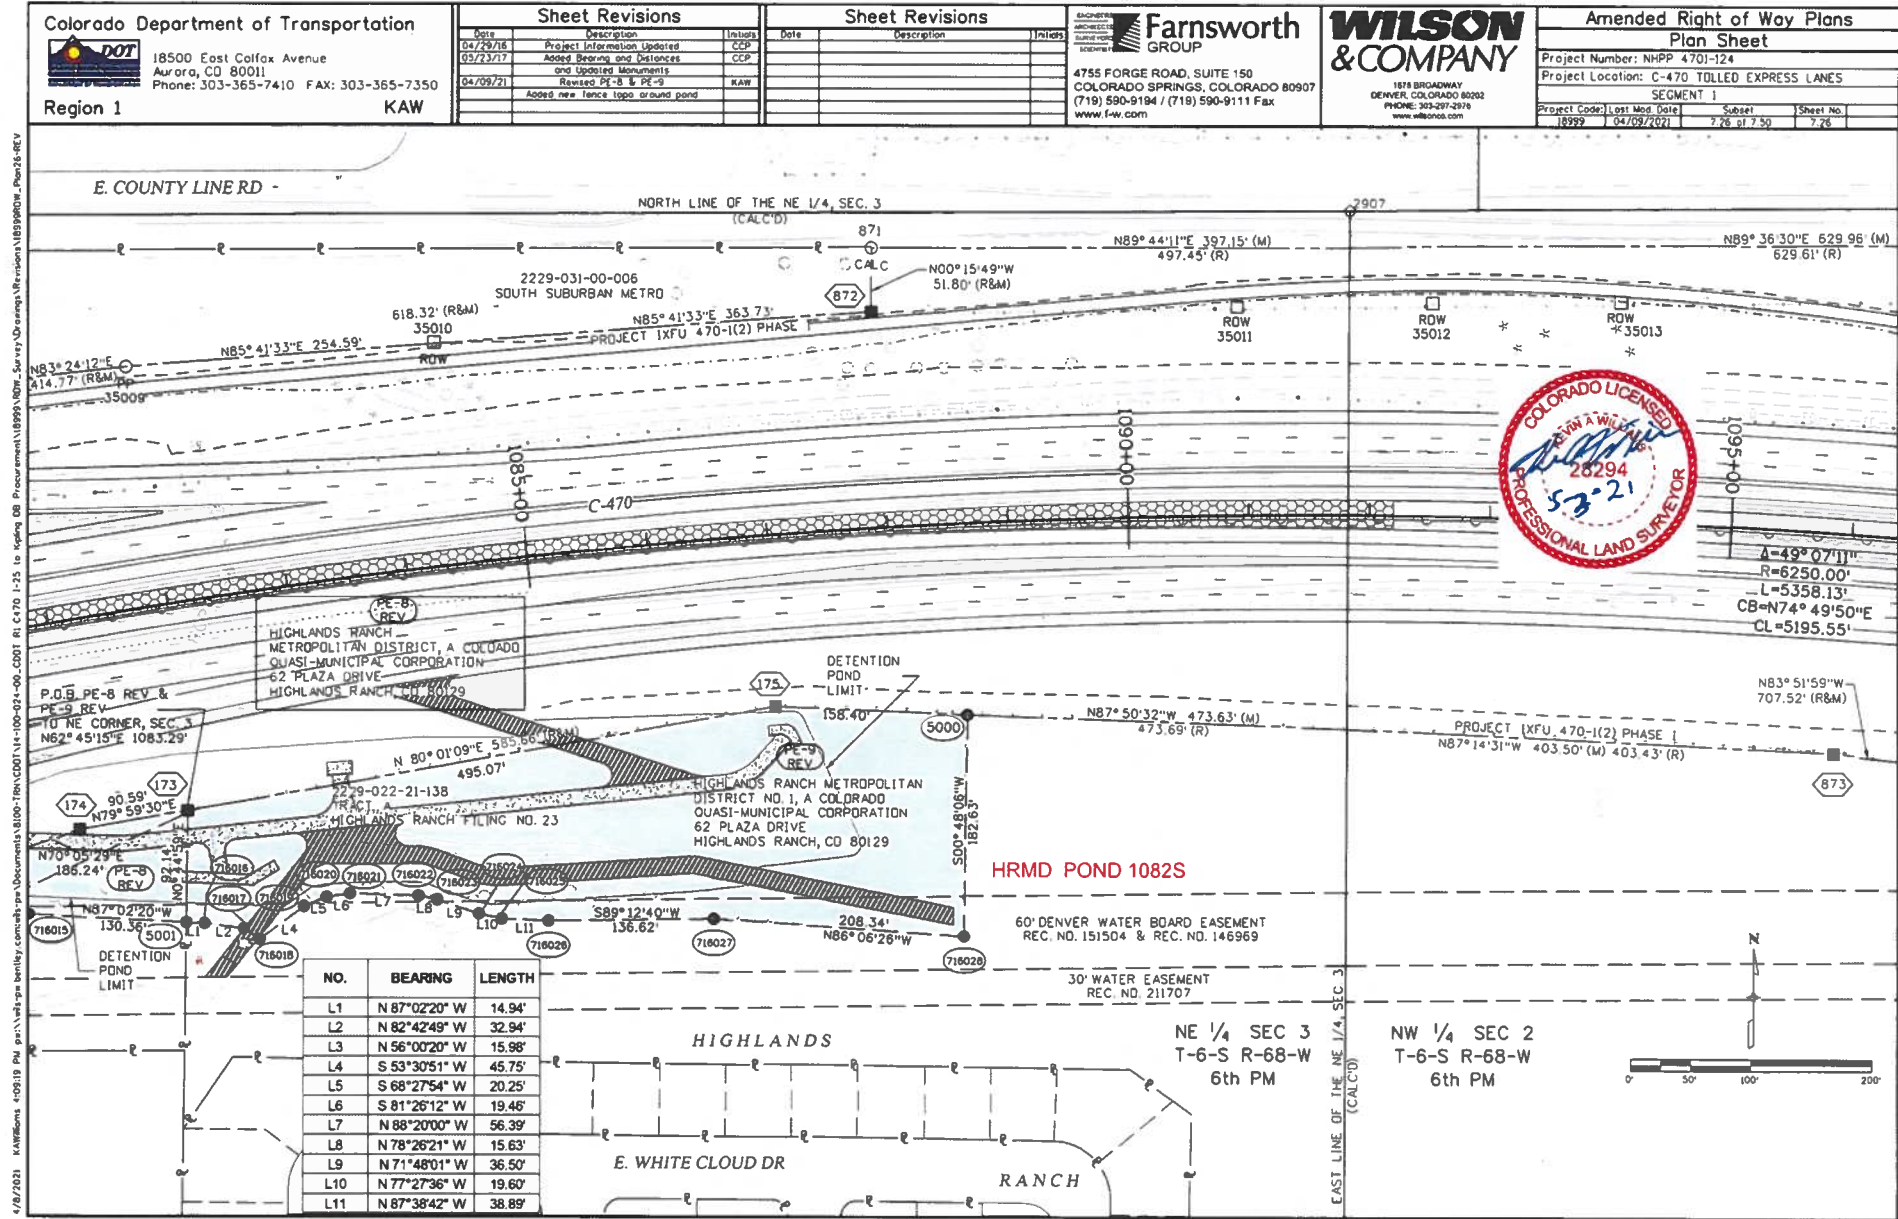 Colorado Department of Transportation
DOT
18500 East Colfax Avenue
Aurora, CO 80011
Phone: 303-365-7410 FAX: 303-365-7350
Region 1 KAW
Sheet Revisions
Date Description Initials
04/29/16 Project Information Updated CCP
05/23/17 Added Bearing and Distances CCP
and Updated Monuments
04/09/21 Revised PE-8 & PE-9 KAW
Added new fence topo around pond
Sheet Revisions
Date Description Initials
Farnsworth
GROUP
4755 FORGE ROAD, SUITE 150
COLORADO SPRINGS, COLORADO 80907
(719) 590-9194 / (719) 590-9111 Fax
www.f-w.com
WILSON
&COMPANY
1675 BROADWAY
DENVER, COLORADO 80202
PHONE: 303-297-2976
www.wilsonco.com
Amended Right of Way Plans
Plan Sheet
Project Number: NHPP 4701-124
Project Location: C-470 TOLLED EXPRESS LANES
SEGMENT 1
Project Code: Last Mod. Date Subset Sheet No.
18999 04/09/2021 7.26 of 7.50 7.26
E. COUNTY LINE RD
NORTH LINE OF THE NE 1/4, SEC. 3
(CALC'D)
2907
871
CALC
N89°44'11"E 397.15' (M)
497.45' (R)
N89°36'30"E 629.96' (M)
629.61' (R)
2229-031-00-006
SOUTH SUBURBAN METRO
N00°15'49"W
51.80' (R&M)
872
618.32' (R&M)
35010
ROW
N85°41'33"E 363.73'
PROJECT IXFU 470-1(2) PHASE 1
N85°41'33"E 254.59'
N83°24'12"E
414.77' (R&M)
PP
35009
ROW
35011
ROW
35012
ROW
35013
COLORADO LICENSED
KEVIN A WILLIAMS
28294
5-3-21
PROFESSIONAL LAND SURVEYOR
1085+00
1090+00
1095+00
C-470
Δ=49°07'11"
R=6250.00'
L=5358.13'
CB=N74°49'50"E
CL=5195.55'
PE-8
REV
HIGHLANDS RANCH
METROPOLITAN DISTRICT, A COLOADO
QUASI-MUNICIPAL CORPORATION
62 PLAZA DRIVE
HIGHLANDS RANCH, CO 80129
P.O.B. PE-8 REV &
PE-9 REV
TO NE CORNER, SEC. 3
N62°45'15"E 1083.29'
175
DETENTION
POND
LIMIT
158.40'
5000
N87°50'32"W 473.63' (M)
473.69' (R)
N83°51'59"W
707.52' (R&M)
PROJECT IXFU 470-1(2) PHASE 1
N87°14'31"W 403.50' (M) 403.43' (R)
873
N 80°01'09"E 585.66' (R&M)
495.07'
PE-9
REV
HIGHLANDS RANCH METROPOLITAN
DISTRICT NO. 1, A COLORADO
QUASI-MUNICIPAL CORPORATION
62 PLAZA DRIVE
HIGHLANDS RANCH, CO 80129
173
174
90.59'
N79°59'30"E
2229-022-21-138
TRACT A
HIGHLANDS RANCH FILING NO. 23
N70°05'29"E
186.24'
PE-8
REV
92.14'
S00°48'06"W
182.63'
HRMD POND 1082S
716016
716017
716020
716021
716022
716023
716024
716025
N87°02'20"W
130.36'
716015
5001
L1
L2
L4
L5
L6
L7
L8
L9
L10
L11
716018
S89°12'40"W
136.62'
716026
716027
208.34'
N86°06'26"W
716028
60' DENVER WATER BOARD EASEMENT
REC. NO. 151504 & REC. NO. 146969
DETENTION
POND
LIMIT
30' WATER EASEMENT
REC. NO. 211707
NO. BEARING LENGTH
L1 N 87°02'20" W 14.94'
L2 N 82°42'49" W 32.94'
L3 N 56°00'20" W 15.98'
L4 S 53°30'51" W 45.75'
L5 S 68°27'54" W 20.25'
L6 S 81°26'12" W 19.46'
L7 N 88°20'00" W 56.39'
L8 N 78°26'21" W 15.63'
L9 N 71°48'01" W 36.50'
L10 N 77°27'36" W 19.60'
L11 N 87°38'42" W 38.89'
HIGHLANDS
E. WHITE CLOUD DR
RANCH
NE 1/4 SEC 3
T-6-S R-68-W
6th PM
EAST LINE OF THE NE 1/4, SEC. 3
(CALC'D)
NW 1/4 SEC 2
T-6-S R-68-W
6th PM
N
0' 50' 100' 200'